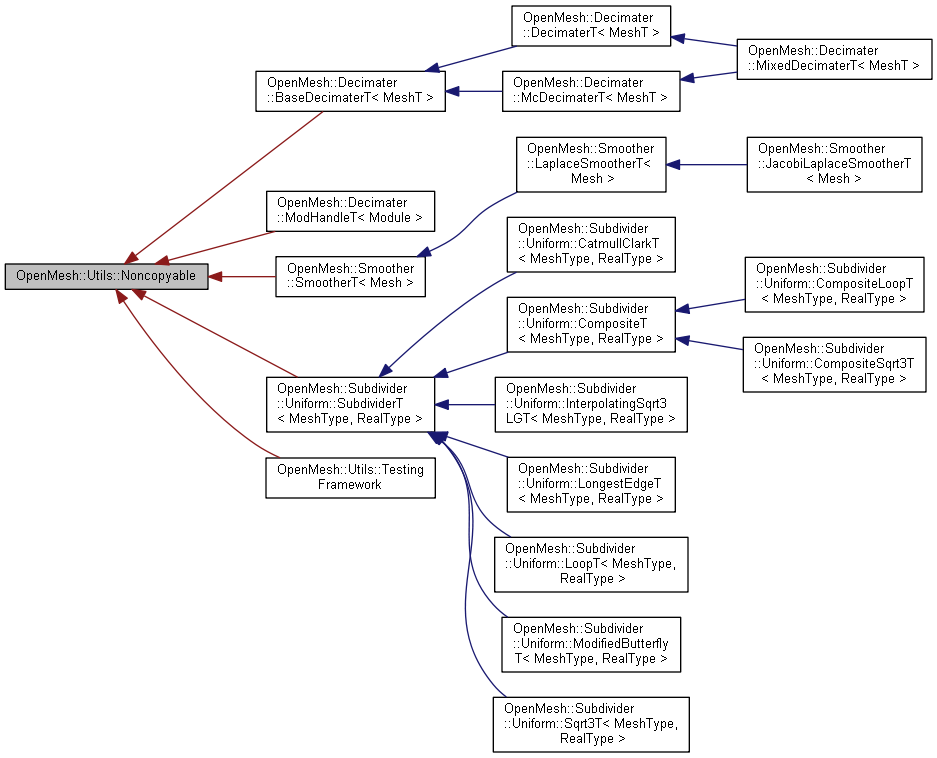 OpenMesh::Utils::Noncopyable
OpenMesh::Decimater
::BaseDecimaterT< MeshT >
OpenMesh::Decimater
::DecimaterT< MeshT >
OpenMesh::Decimater
::McDecimaterT< MeshT >
OpenMesh::Decimater
::MixedDecimaterT< MeshT >
OpenMesh::Decimater
::ModHandleT< Module >
OpenMesh::Smoother
::SmootherT< Mesh >
OpenMesh::Smoother
::LaplaceSmootherT<
Mesh >
OpenMesh::Smoother
::JacobiLaplaceSmootherT
< Mesh >
OpenMesh::Subdivider
::Uniform::SubdividerT
< MeshType, RealType >
OpenMesh::Subdivider
::Uniform::CatmullClarkT
< MeshType, RealType >
OpenMesh::Subdivider
::Uniform::CompositeT
< MeshType, RealType >
OpenMesh::Subdivider
::Uniform::CompositeLoopT
< MeshType, RealType >
OpenMesh::Subdivider
::Uniform::CompositeSqrt3T
< MeshType, RealType >
OpenMesh::Subdivider
::Uniform::InterpolatingSqrt3
LGT< MeshType, RealType >
OpenMesh::Subdivider
::Uniform::LongestEdgeT
< MeshType, RealType >
OpenMesh::Subdivider
::Uniform::LoopT< MeshType,
RealType >
OpenMesh::Subdivider
::Uniform::ModifiedButterfly
T< MeshType, RealType >
OpenMesh::Subdivider
::Uniform::Sqrt3T< MeshType,
RealType >
OpenMesh::Utils::Testing
Framework